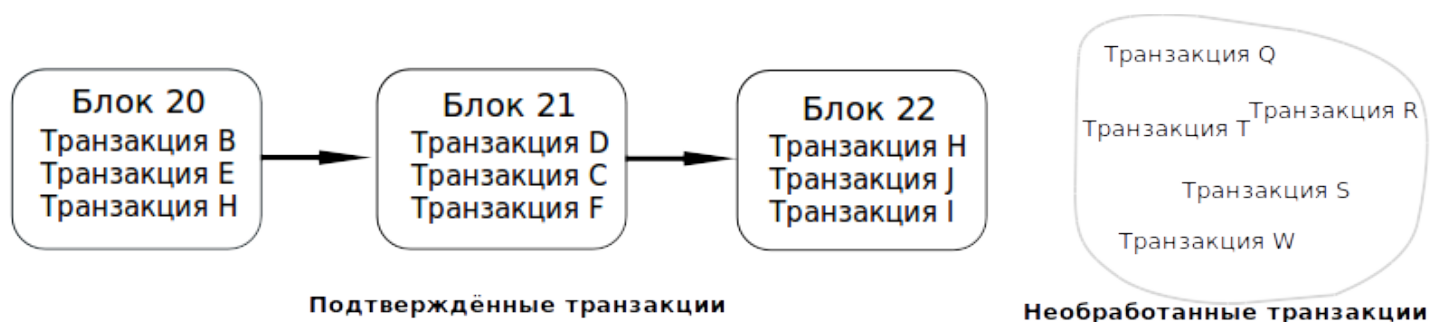 Блок 20
Транзакция B
Транзакция E
Транзакция H
Блок 21
Транзакция D
Транзакция C
Транзакция F
Блок 22
Транзакция H
Транзакция J
Транзакция I
Подтверждённые транзакции
Транзакция Q
Транзакция R
Транзакция T
Транзакция S
Транзакция W
Необработанные транзакции